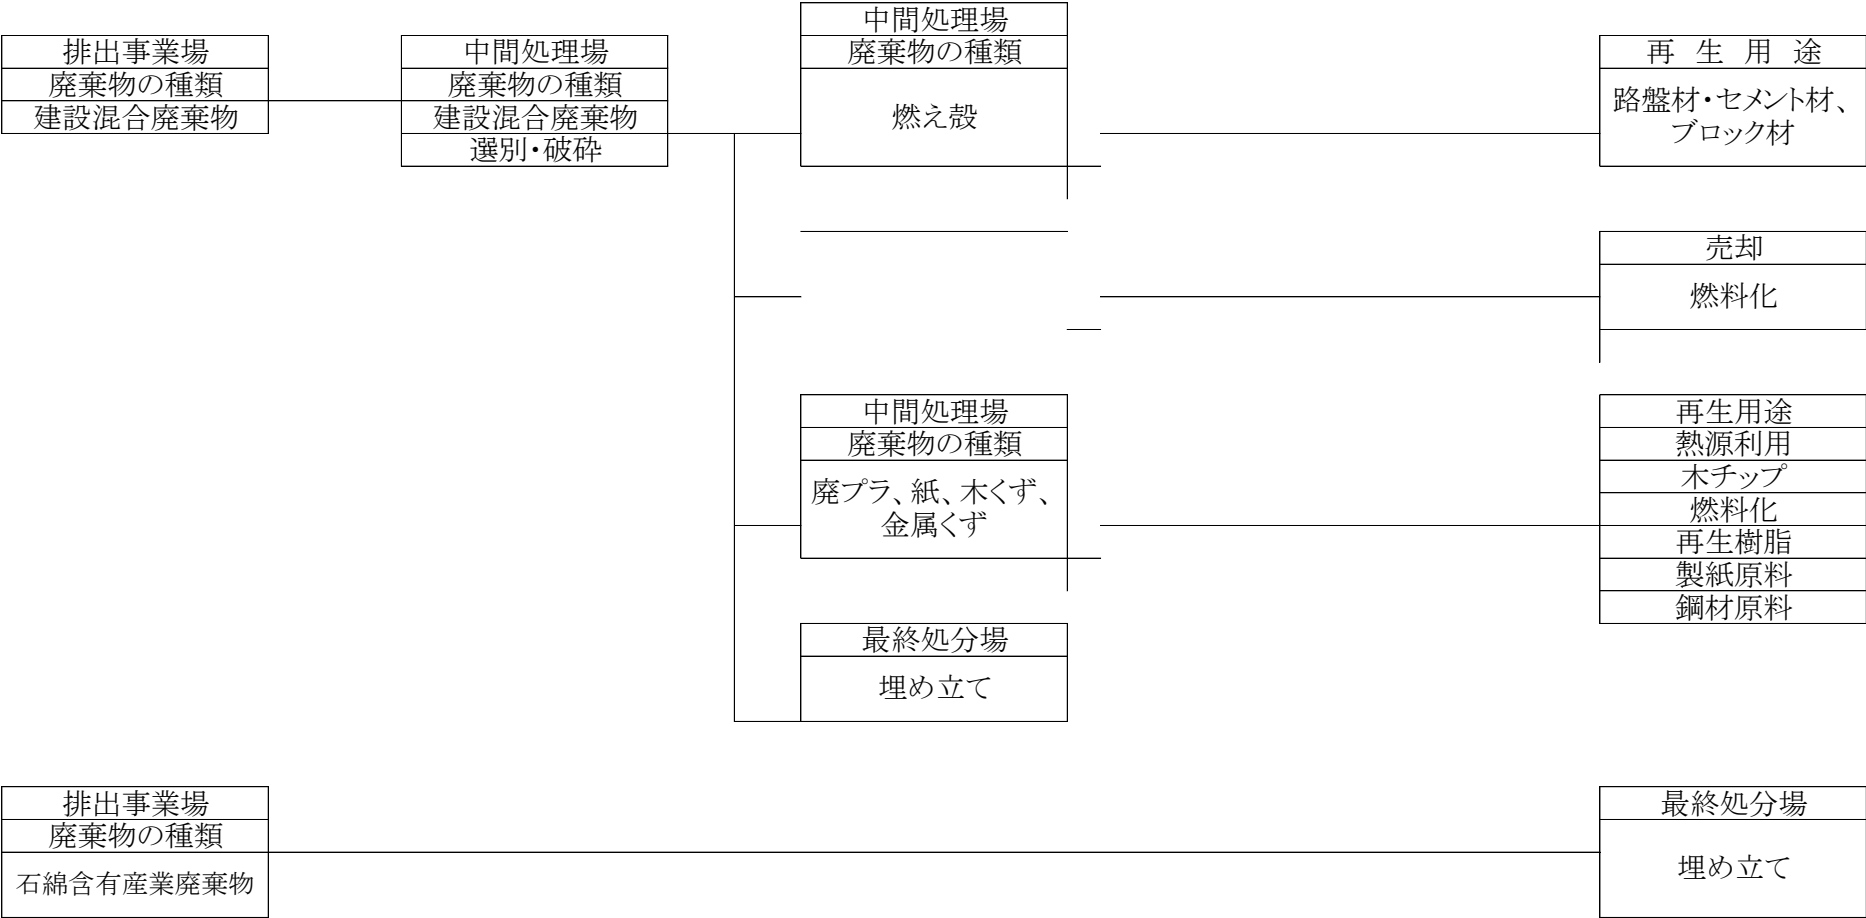 排出事業場
廃棄物の種類
建設混合廃棄物
中間処理場
廃棄物の種類
建設混合廃棄物
選別・破砕
中間処理場
廃棄物の種類
燃え殻
再 生 用 途
路盤材・セメント材、
ブロック材
売却
燃料化
中間処理場
廃棄物の種類
廃プラ、紙、木くず、
金属くず
再生用途
熱源利用
木チップ
燃料化
再生樹脂
製紙原料
鋼材原料
最終処分場
埋め立て
排出事業場
廃棄物の種類
石綿含有産業廃棄物
最終処分場
埋め立て